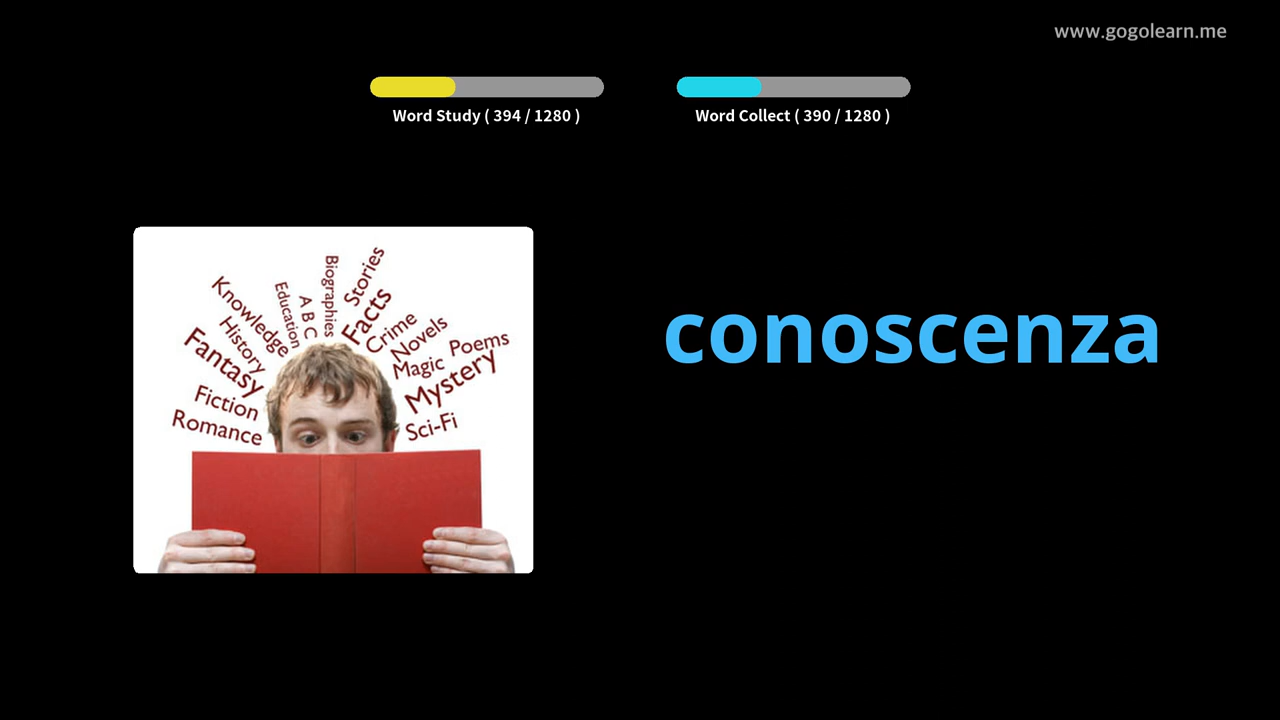 www.gogolearn.me
Word Study ( 394 / 1280 )
Word Collect ( 390 / 1280 )
Knowledge
History
Fantasy
Fiction
Romance
Education
A B C
Biographies
Stories
Facts
Crime
Novels
Magic
Poems
Mystery
Sci-Fi
conoscenza